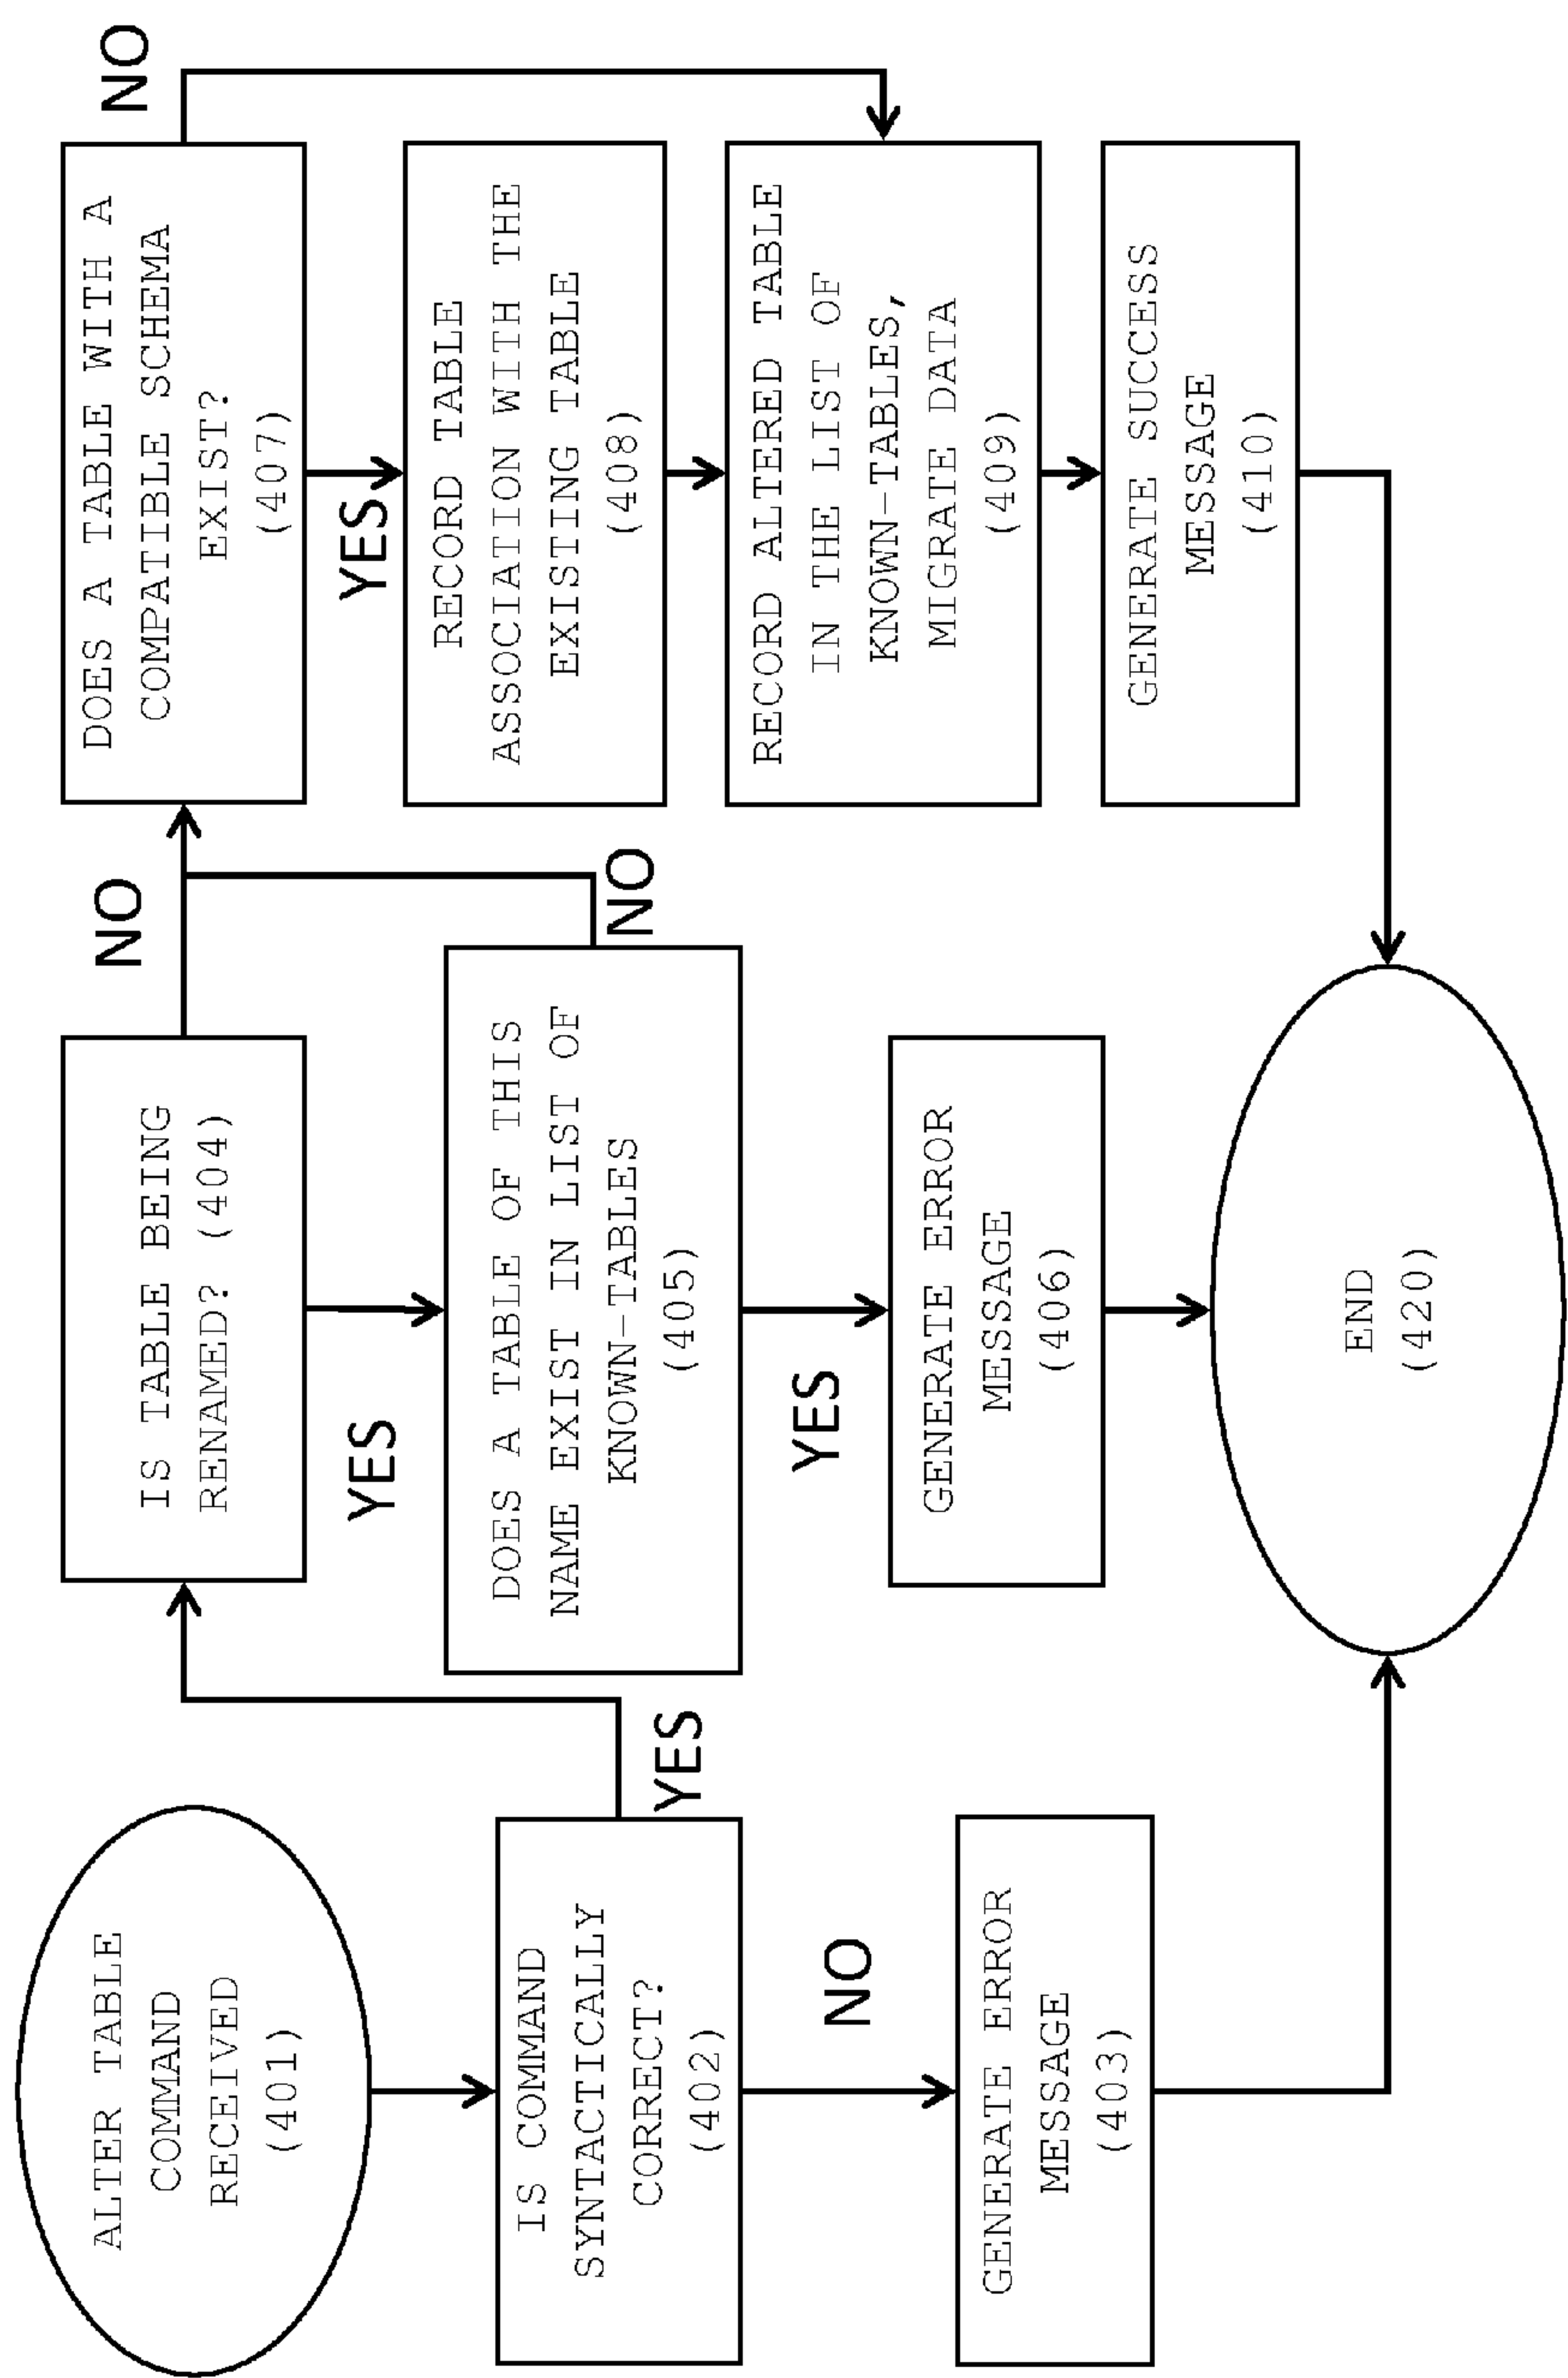 ALTER TABLE
COMMAND
RECEIVED
(401)
IS COMMAND
SYNTACTICALLY
CORRECT?
(402)
YES
NO
GENERATE ERROR
MESSAGE
(403)
IS TABLE BEING
RENAMED? (404)
NO
YES
DOES A TABLE OF THIS
NAME EXIST IN LIST OF
KNOWN-TABLES
(405)
NO
YES
GENERATE ERROR
MESSAGE
(406)
DOES A TABLE WITH A
COMPATIBLE SCHEMA
EXIST?
(407)
NO
YES
RECORD TABLE
ASSOCIATION WITH THE
EXISTING TABLE
(408)
RECORD ALTERED TABLE
IN THE LIST OF
KNOWN-TABLES,
MIGRATE DATA
(409)
GENERATE SUCCESS
MESSAGE
(410)
END
(420)